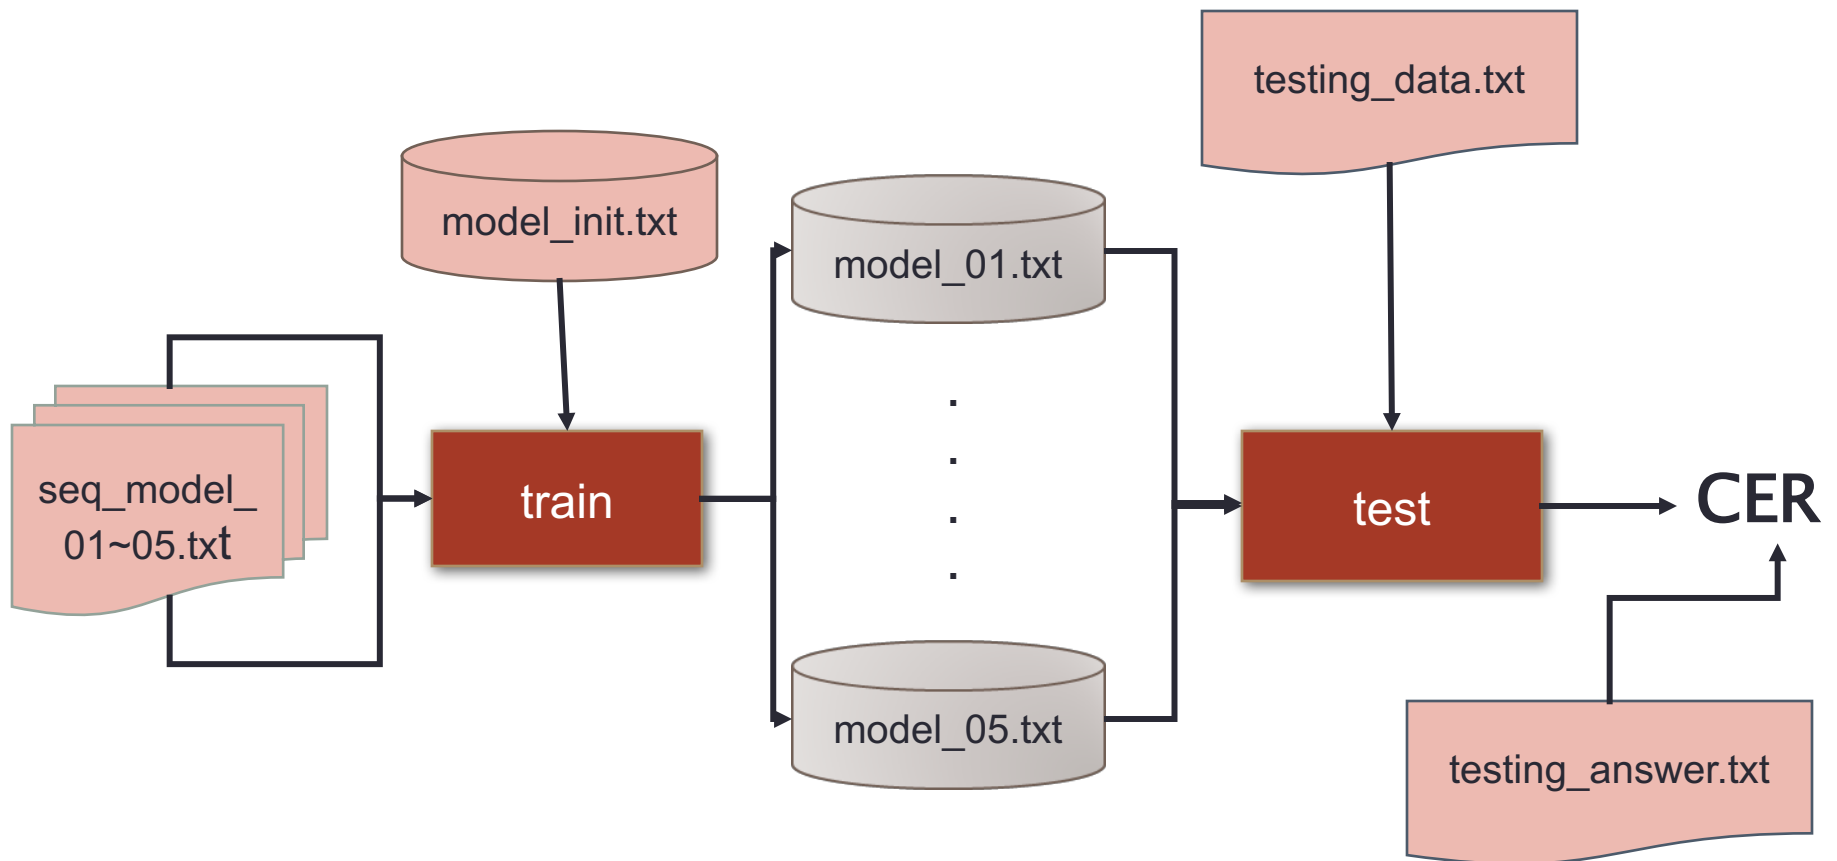 testing_data.txt
model_init.txt
model_01.txt
.
.
.
.
seq_model_
01~05.txt
train
test
CER
model_05.txt
testing_answer.txt